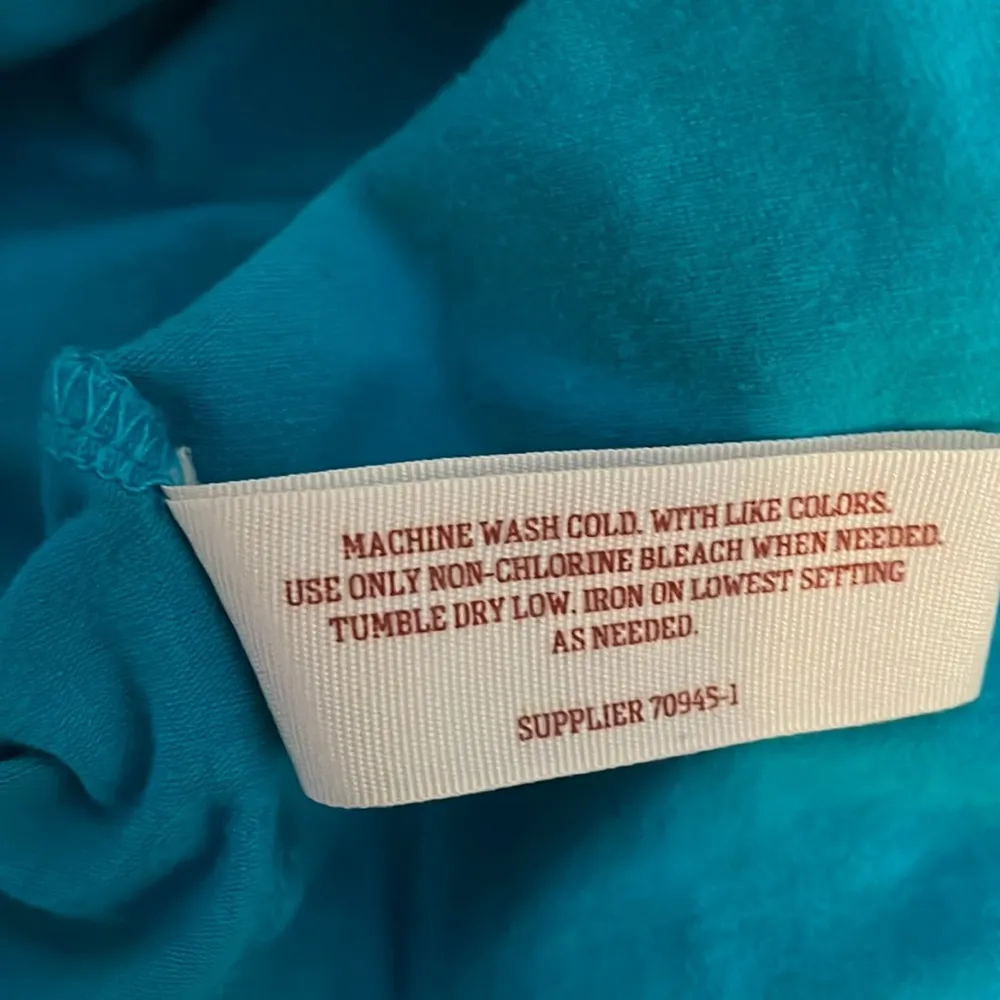 MACHINE WASH COLD. WITH LIKE COLORS.
USE ONLY NON-CHLORINE BLEACH WHEN NEEDED.
TUMBLE DRY LOW. IRON ON LOWEST SETTING
AS NEEDED.
SUPPLIER 70945-1